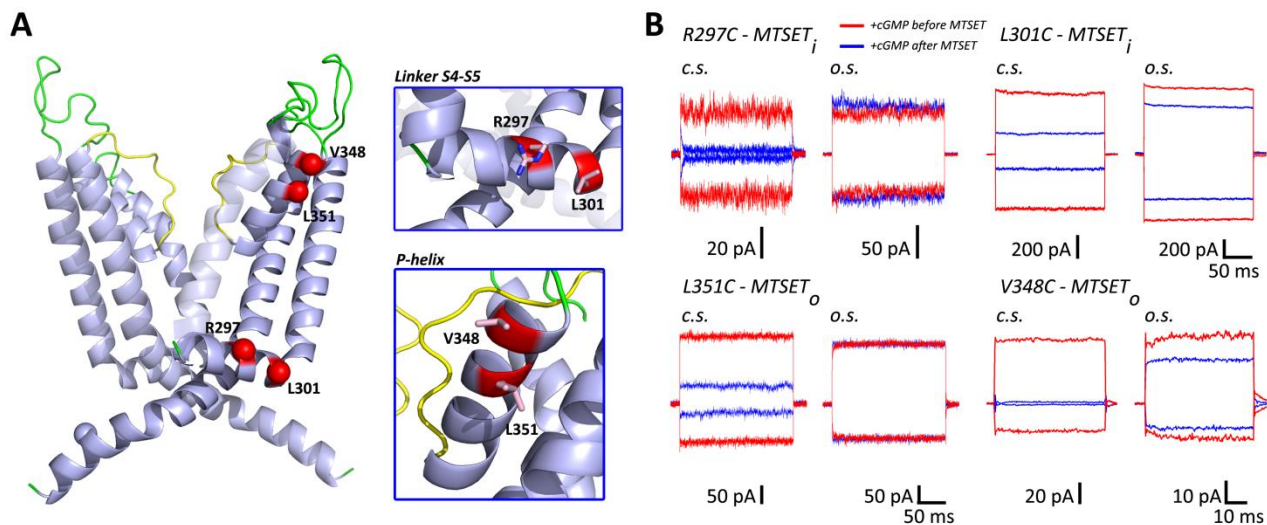 A
V348
L351
R297
L301
Linker S4-S5
R297
L301
P-helix
V348
L351
B
+cGMP before MTSET
+cGMP after MTSET
R297C - MTSETi
c.s.
o.s.
20 pA
50 pA
L301C - MTSETi
c.s.
o.s.
200 pA
200 pA
50 ms
L351C - MTSETo
c.s.
o.s.
50 pA
50 pA
50 ms
V348C - MTSETo
c.s.
o.s.
20 pA
10 pA
10 ms